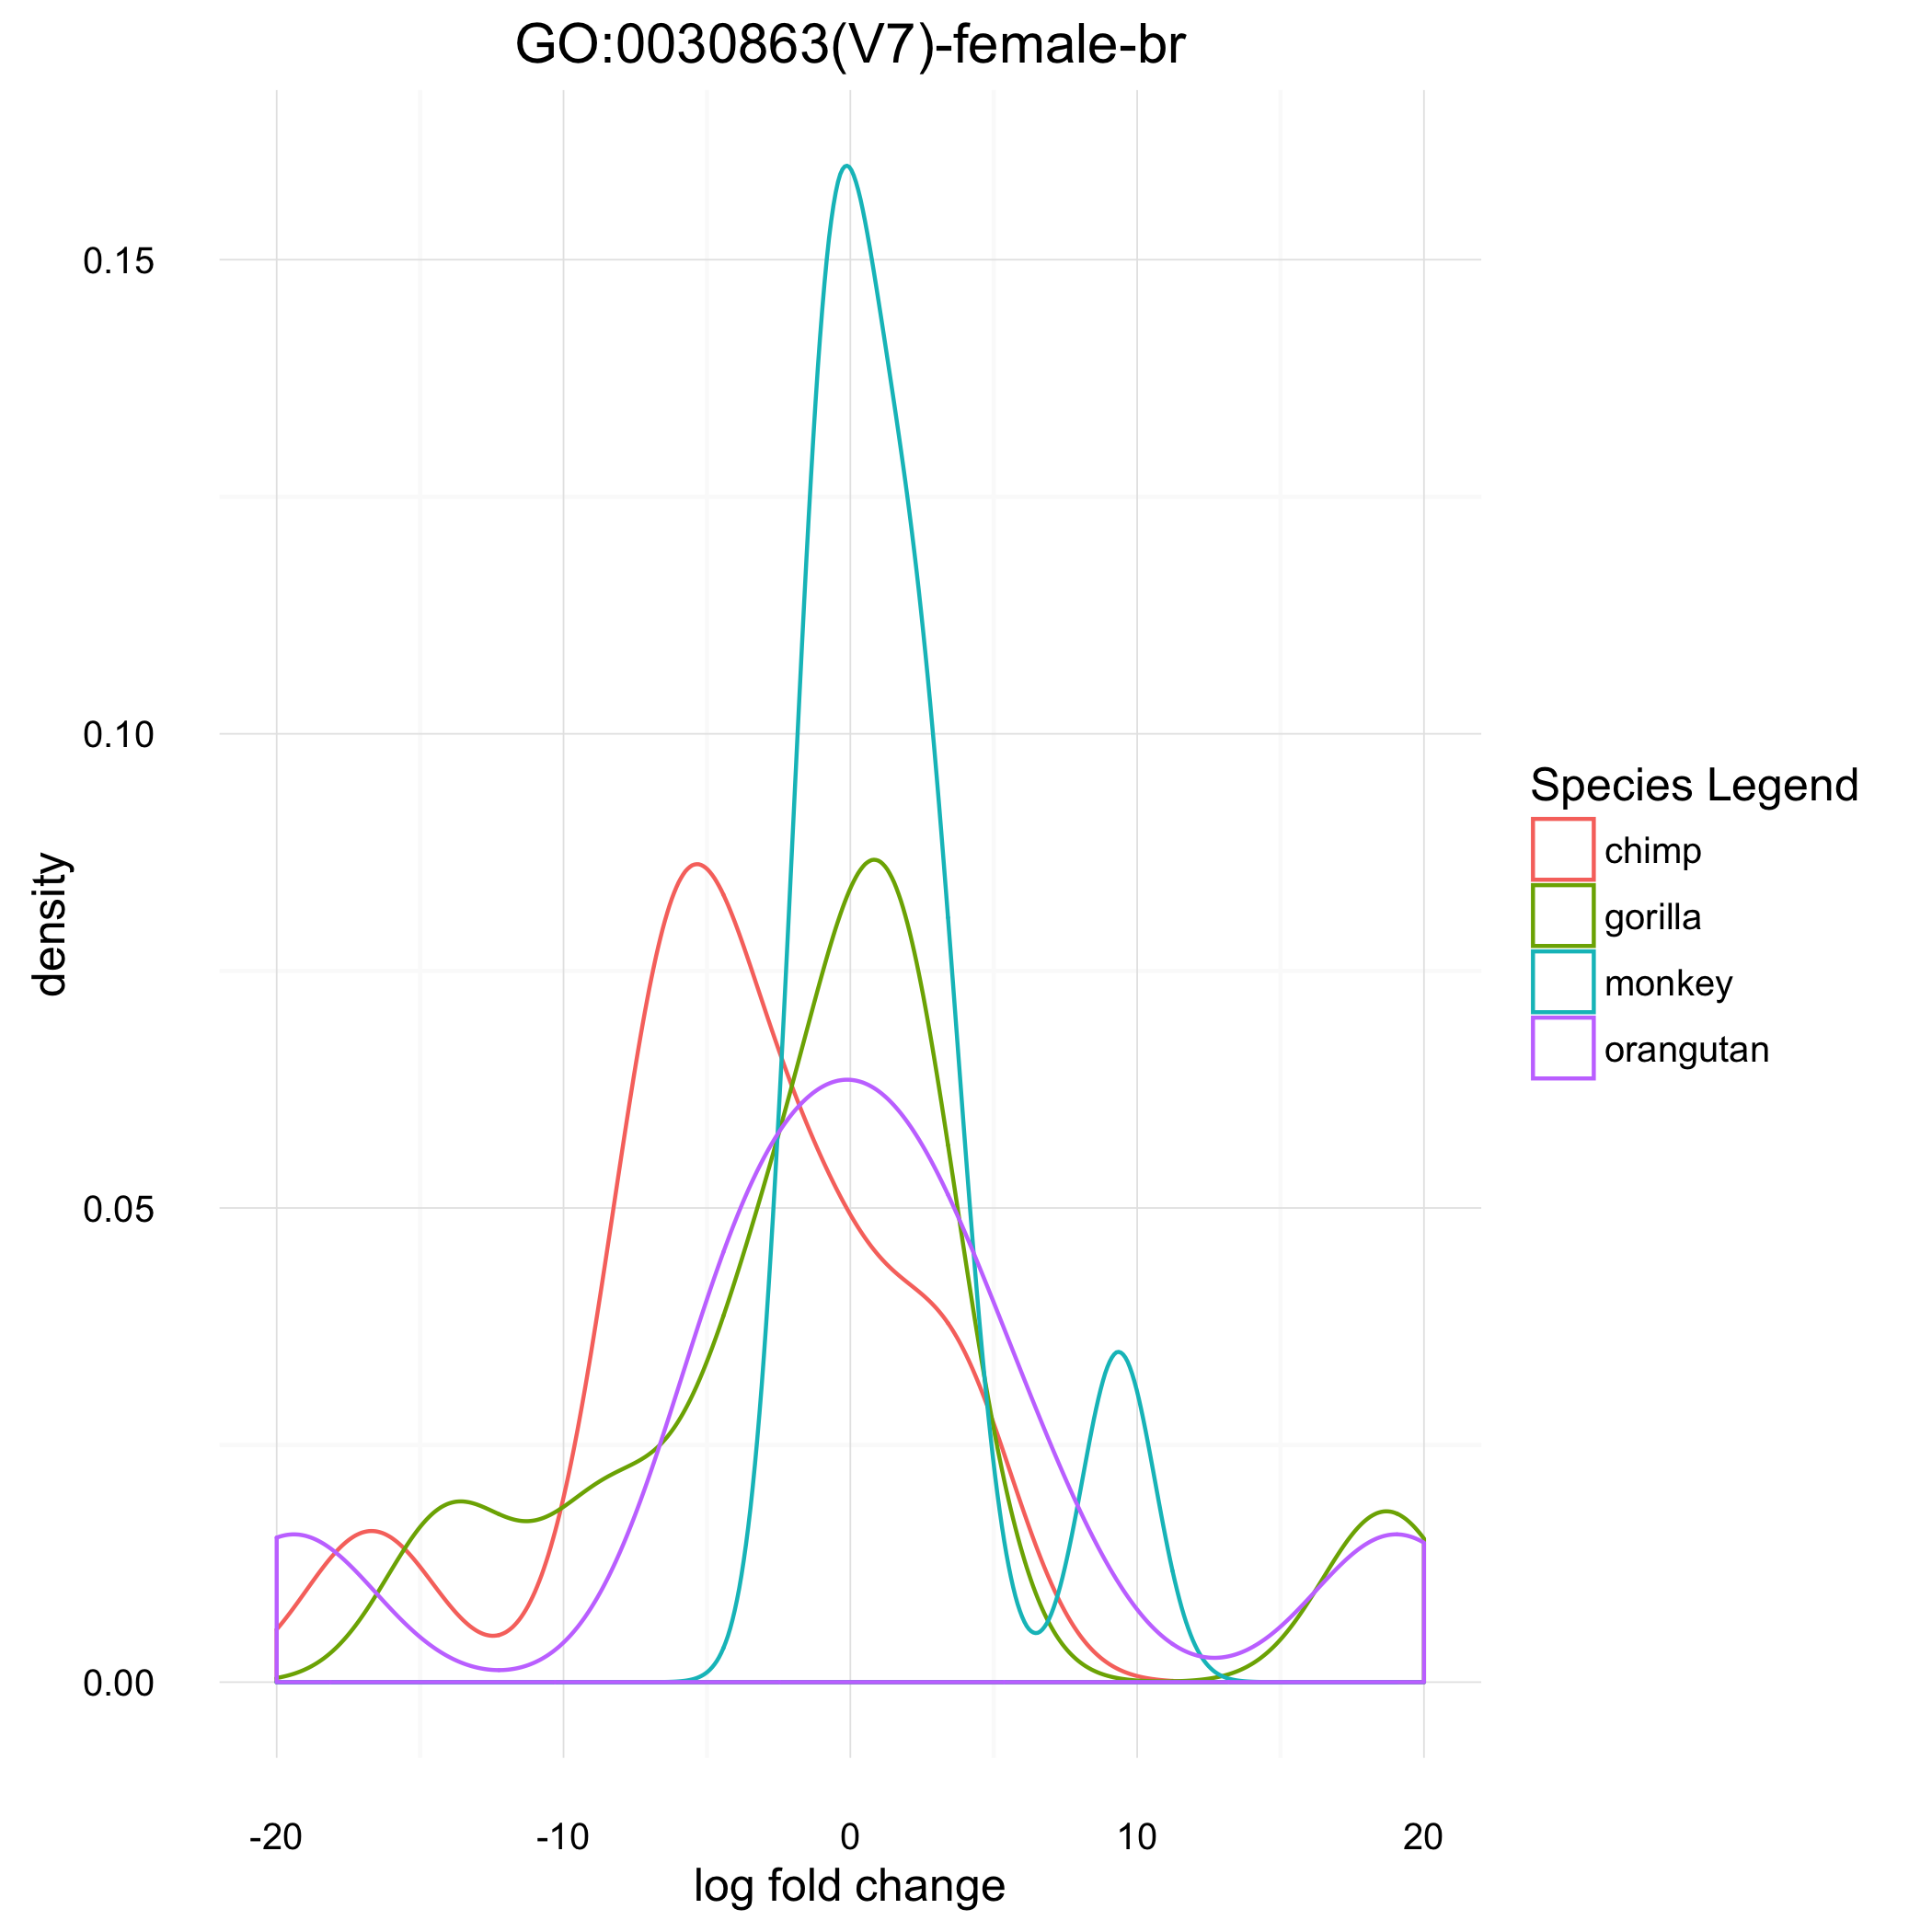 GO:0030863(V7)-female-br
0.15
0.10
0.05
0.00
density
-20 -10 0 10 20
log fold change
Species Legend
chimp
gorilla
monkey
orangutan